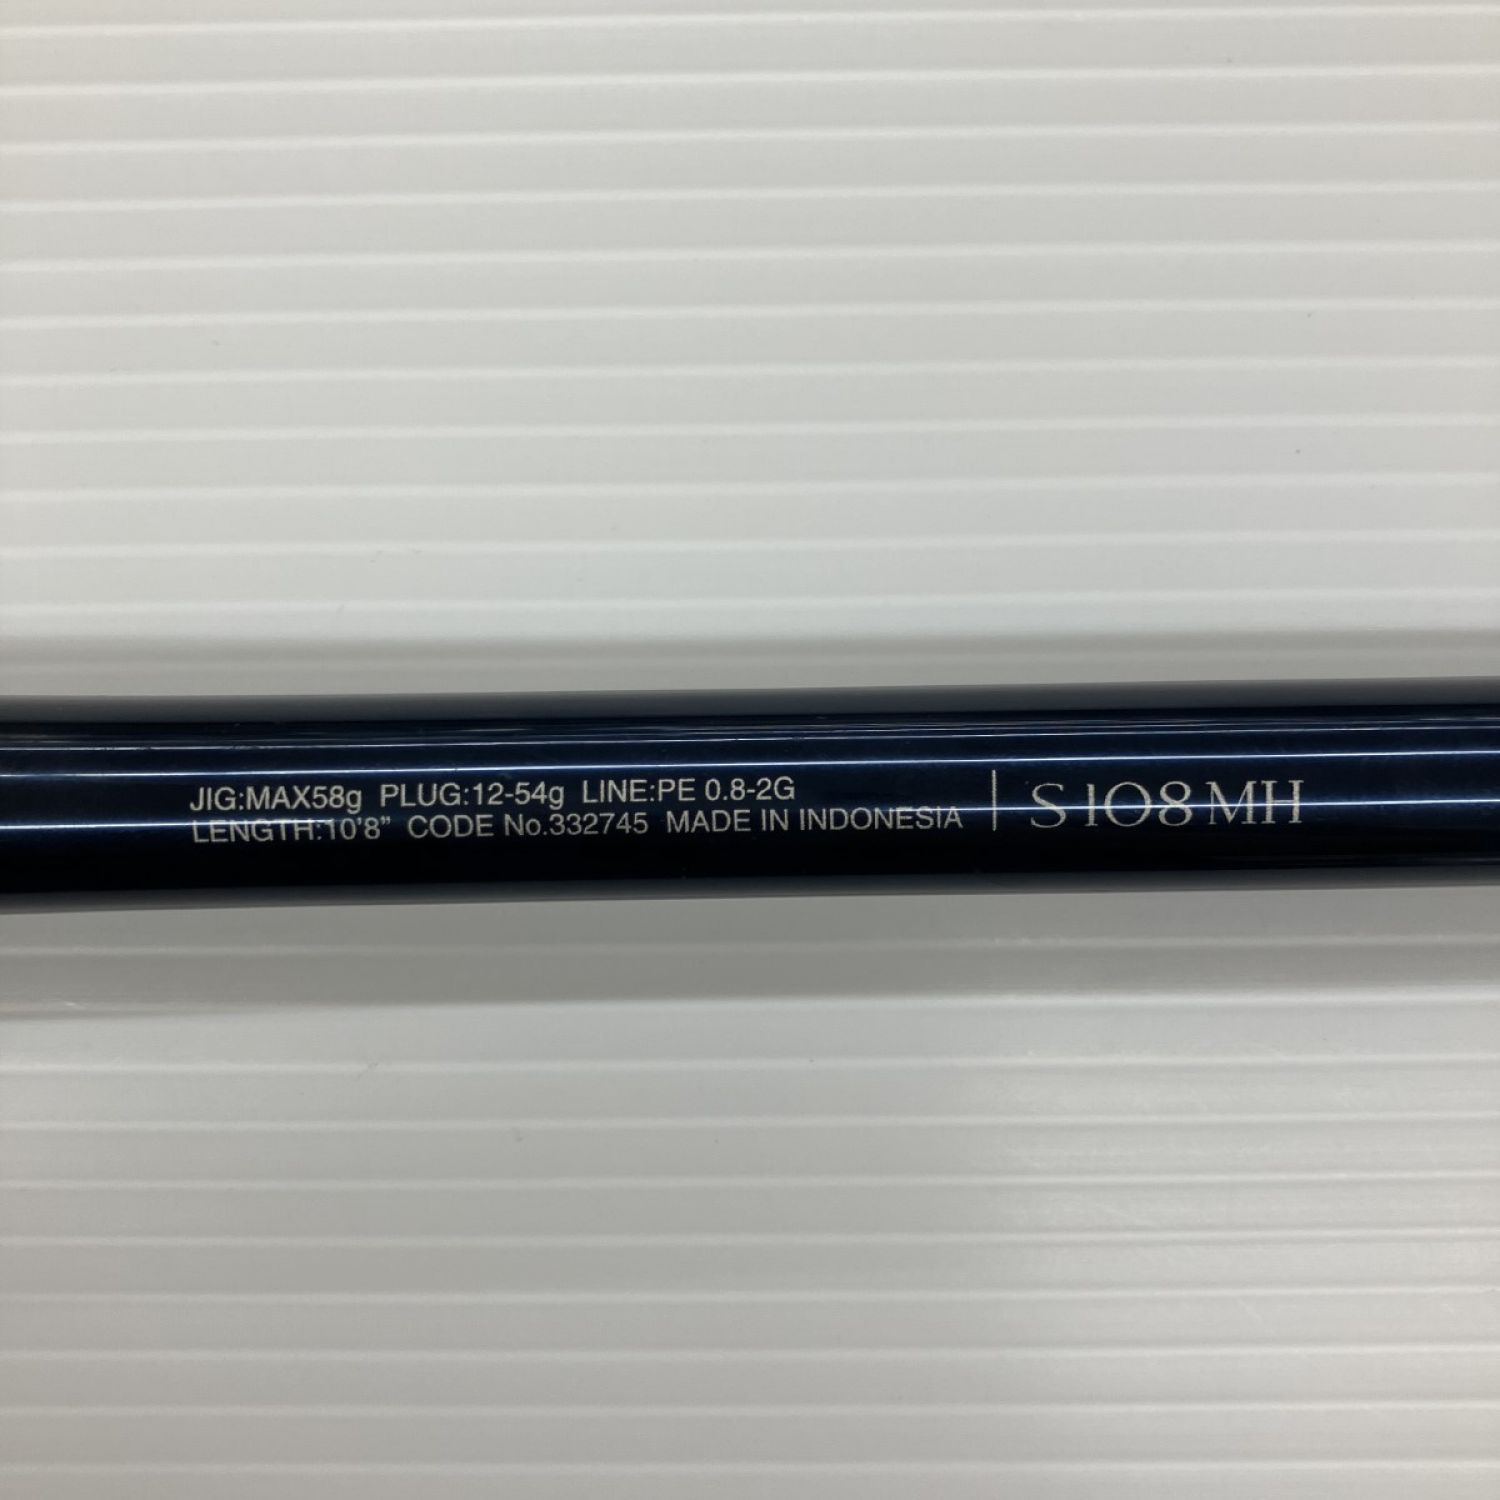 JIG:MAX58g PLUG:12-54g LINE:PE 0.8-2G
LENGTH:10'8" CODE No.332745 MADE IN INDONESIA
S108MH